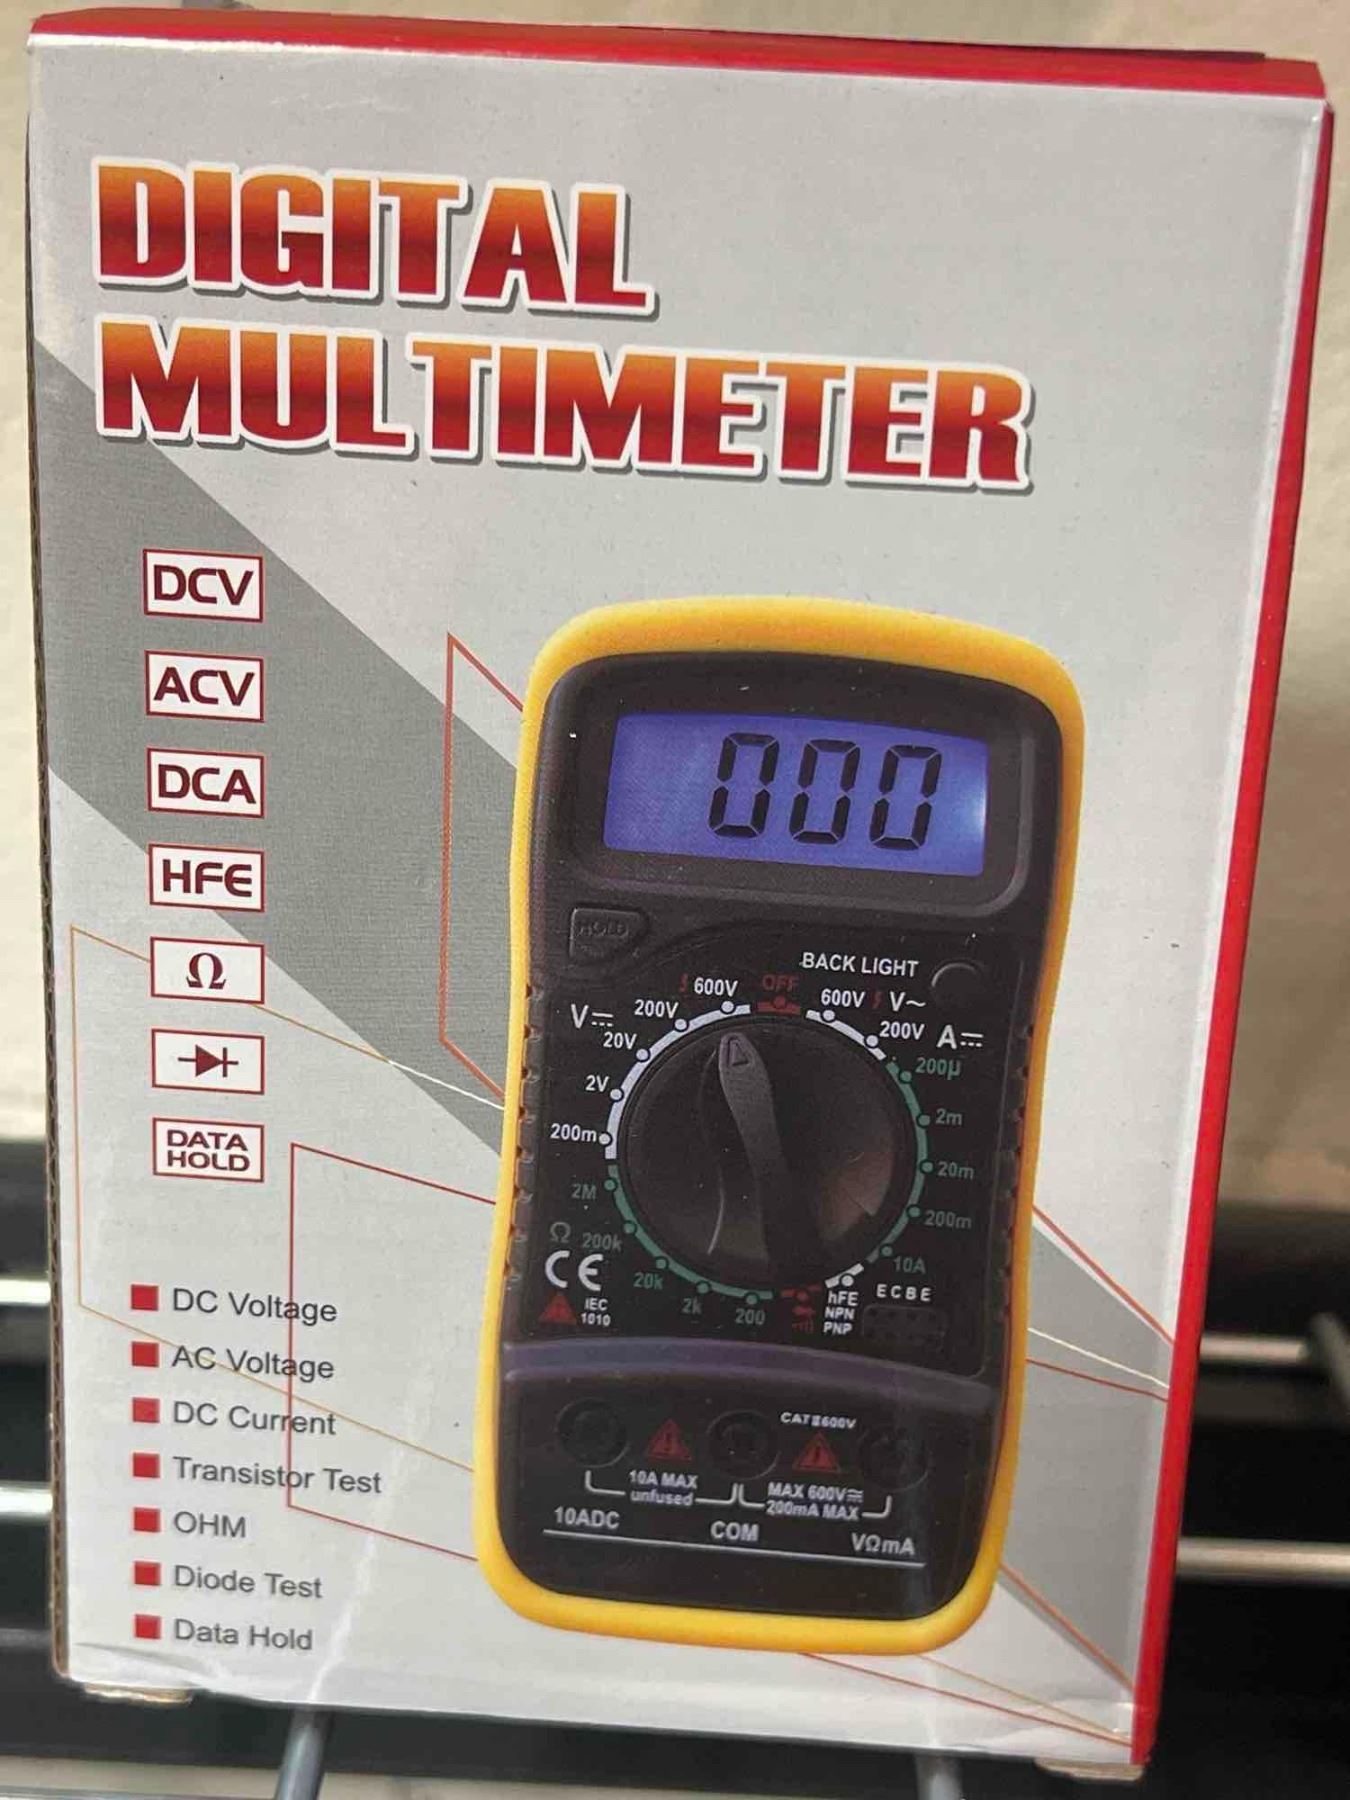 DIGITAL
MULTIMETER
DCV
ACV
DCA
HFE
Ω
DATA
HOLD
DC Voltage
AC Voltage
DC Current
Transistor Test
OHM
Diode Test
Data Hold
000
HOLD
BACK LIGHT
600V OFF 600V V~
V⎓ 200V 200V A⎓
20V 200µ
2V 2m
200m 20m
2M 200m
Ω 200k 10A
CE 20k 2k 200 hFE E C B E
IEC NPN
1010 PNP
CAT II 600V
10A MAX MAX 600V≂
unfused 200mA MAX
10ADC COM VΩmA